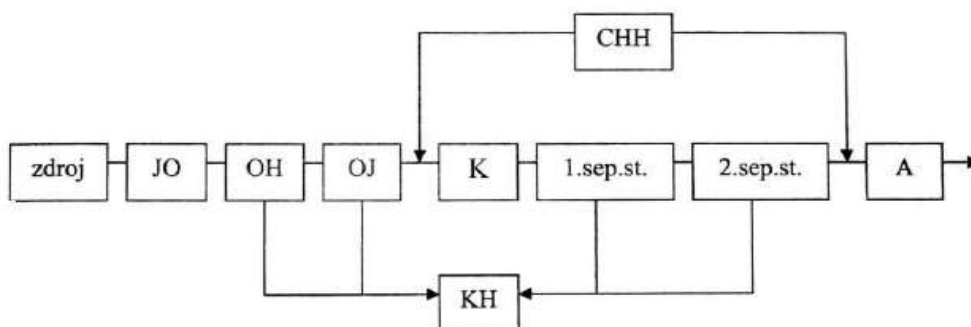 CHH
zdroj JO OH OJ K 1.sep.st. 2.sep.st. A
KH